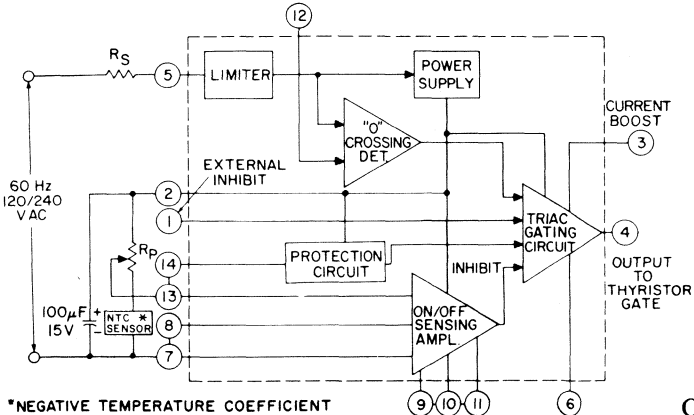 12
R_S
5
LIMITER
POWER
SUPPLY
"O"
CROSSING
DET.
CURRENT
BOOST
3
EXTERNAL
INHIBIT
60 Hz
120/240
VAC
2
1
TRIAC
GATING
CIRCUIT
4
R_P
14
PROTECTION
CIRCUIT
INHIBIT
OUTPUT
TO
THYRISTOR
GATE
13
100μF
15V
+
−
NTC *
SENSOR
8
ON/OFF
SENSING
AMPL.
7
*NEGATIVE TEMPERATURE COEFFICIENT
9
10
11
6